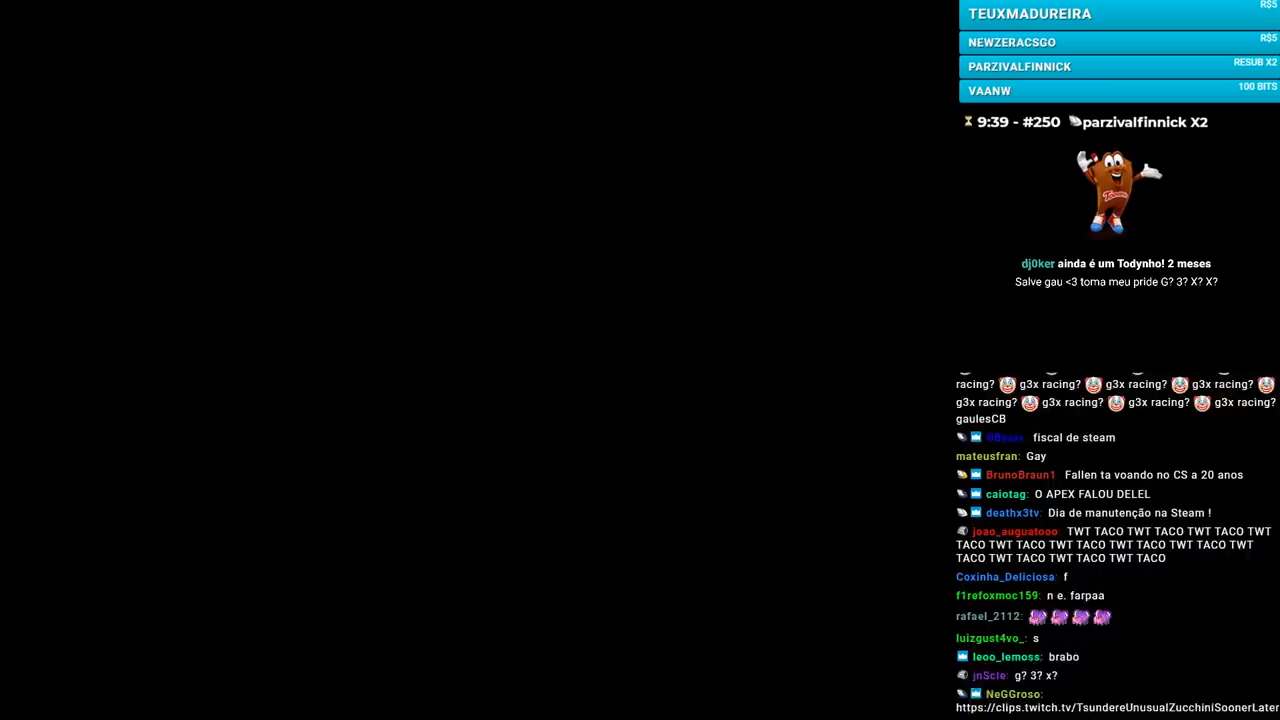 TEUXMADUREIRA R$5
NEWZERACSGO R$5
PARZIVALFINNICK RESUB X2
VAANW 100 BITS
9:39 - #250 parzivalfinnick X2
dj0ker ainda é um Todynho! 2 meses
Salve gau <3 toma meu pride G? 3? X? X?
racing? g3x racing? g3x racing? g3x racing?
g3x racing? g3x racing? g3x racing? g3x racing?
gaulesCB
fiscal de steam
mateusfran: Gay
BrunoBraun1 Fallen ta voando no CS a 20 anos
caiotag: O APEX FALOU DELEL
deathx3tv: Dia de manutenção na Steam !
joao_auguatooo: TWT TACO TWT TACO TWT TACO TWT
TACO TWT TACO TWT TACO TWT TACO TWT TACO TWT
TACO TWT TACO TWT TACO TWT TACO
Coxinha_Deliciosa: f
f1refoxmoc159: n e. farpaa
rafael_2112:
luizgust4vo_: s
leoo_lemoss: brabo
jnScle: g? 3? x?
NeGGroso:
https://clips.twitch.tv/TsundereUnusualZucchiniSoonerLater